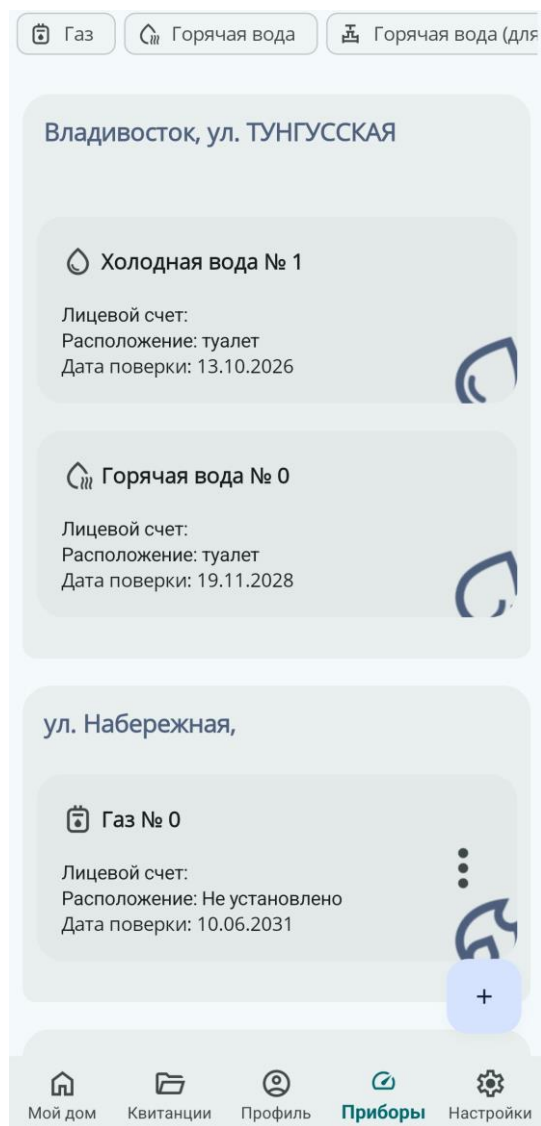 Газ
Горячая вода
Горячая вода (для
Владивосток, ул. ТУНГУССКАЯ
Холодная вода № 1
Лицевой счет:
Расположение: туалет
Дата поверки: 13.10.2026
Горячая вода № 0
Лицевой счет:
Расположение: туалет
Дата поверки: 19.11.2028
ул. Набережная,
Газ № 0
Лицевой счет:
Расположение: Не установлено
Дата поверки: 10.06.2031
+
Мой дом Квитанции Профиль Приборы Настройки